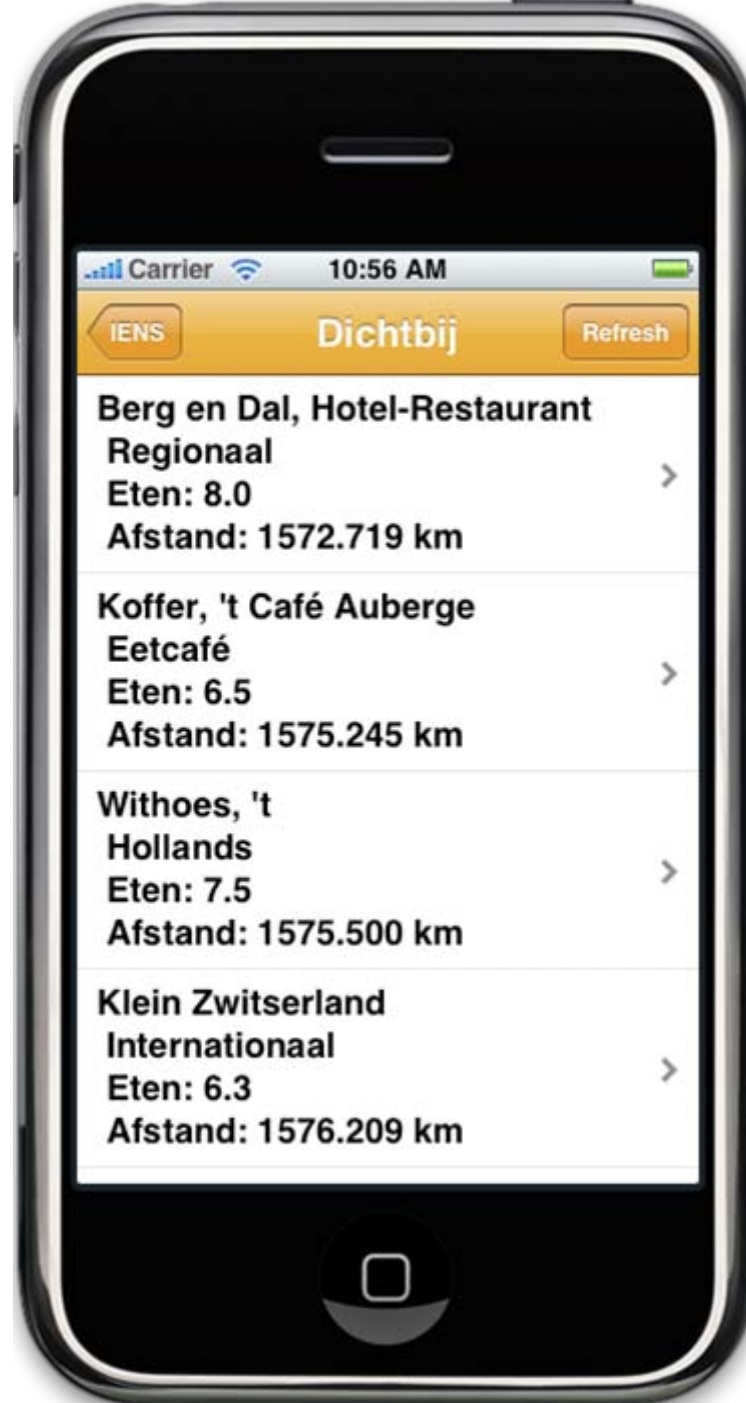 Carrier 10:56 AM
IENS Dichtbij Refresh
Berg en Dal, Hotel-Restaurant
Regionaal
Eten: 8.0
Afstand: 1572.719 km
Koffer, 't Café Auberge
Eetcafé
Eten: 6.5
Afstand: 1575.245 km
Withoes, 't
Hollands
Eten: 7.5
Afstand: 1575.500 km
Klein Zwitserland
Internationaal
Eten: 6.3
Afstand: 1576.209 km